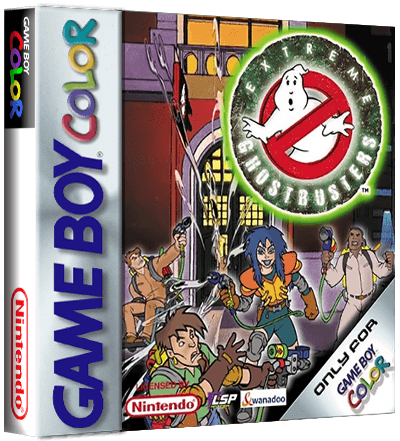 GAME BOY
COLOR
Nintendo
GAME BOY COLOR
EXTREME
GHOSTBUSTERS
TM
ONLY FOR
GAME BOY
COLOR
LICENSED BY
Nintendo
LSP
& wanadoo